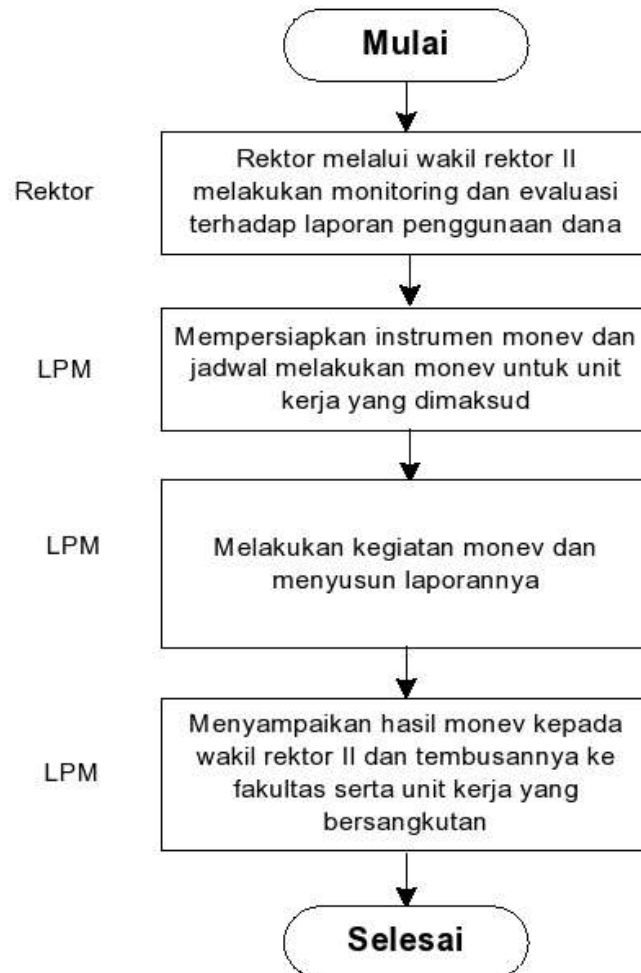 Mulai
Rektor
Rektor melalui wakil rektor II
melakukan monitoring dan evaluasi
terhadap laporan penggunaan dana
LPM
Mempersiapkan instrumen monev dan
jadwal melakukan monev untuk unit
kerja yang dimaksud
LPM
Melakukan kegiatan monev dan
menyusun laporannya
LPM
Menyampaikan hasil monev kepada
wakil rektor II dan tembusannya ke
fakultas serta unit kerja yang
bersangkutan
Selesai